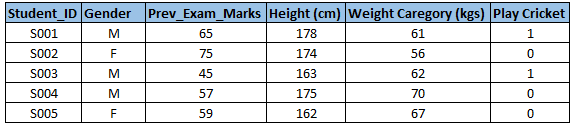 Student_ID Gender Prev_Exam_Marks Height (cm) Weight Caregory (kgs) Play Cricket
S001 M 65 178 61 1
S002 F 75 174 56 0
S003 M 45 163 62 1
S004 M 57 175 70 0
S005 F 59 162 67 0